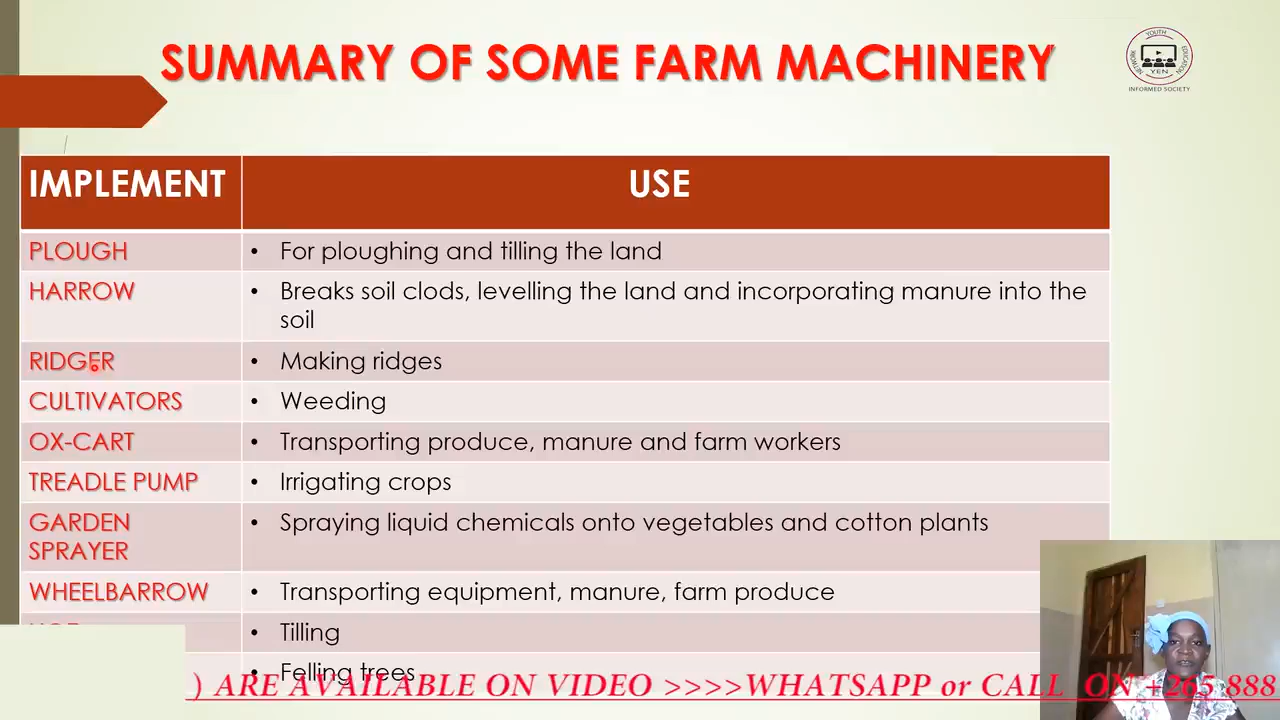 SUMMARY OF SOME FARM MACHINERY
YOUTH
NETWORK
EDUCATION
YEN
INFORMED SOCIETY
IMPLEMENT
USE
PLOUGH
• For ploughing and tilling the land
HARROW
• Breaks soil clods, levelling the land and incorporating manure into the
soil
RIDGER
• Making ridges
CULTIVATORS
• Weeding
OX-CART
• Transporting produce, manure and farm workers
TREADLE PUMP
• Irrigating crops
GARDEN
SPRAYER
• Spraying liquid chemicals onto vegetables and cotton plants
WHEELBARROW
• Transporting equipment, manure, farm produce
• Tilling
• Felling trees
) ARE AVAILABLE ON VIDEO >>>>WHATSAPP or CALL ON +265 888